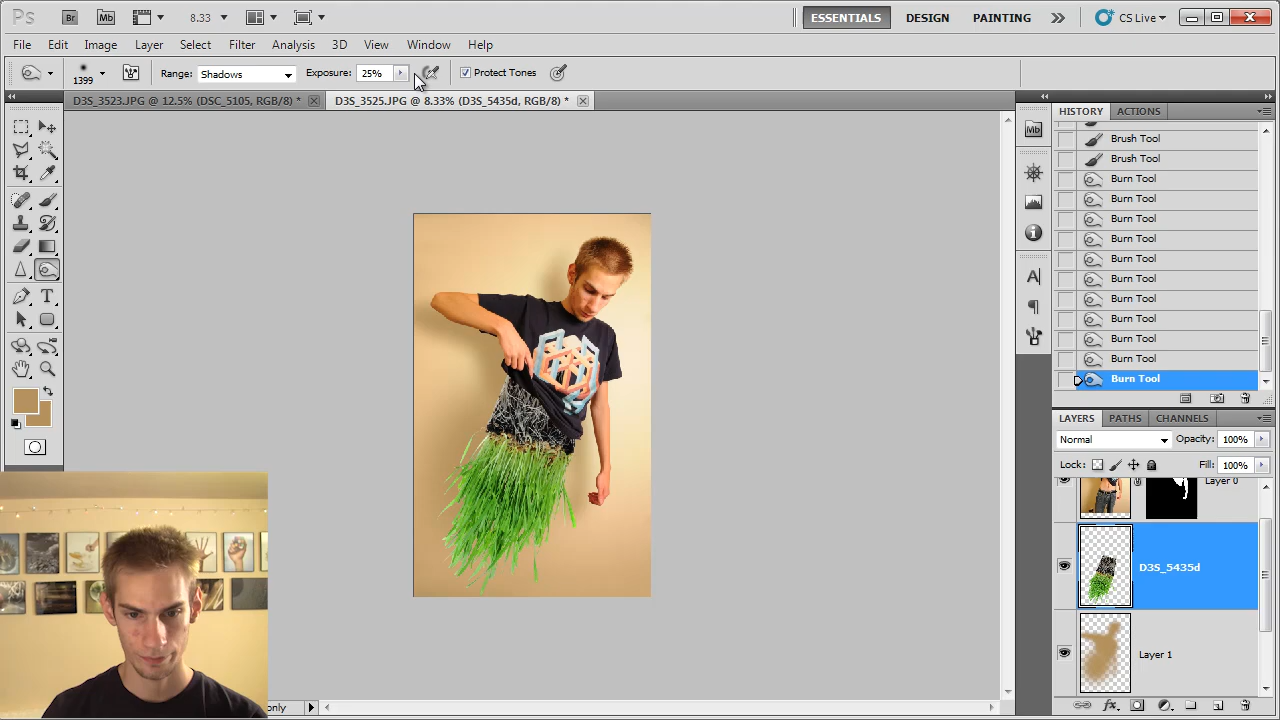 Ps Br Mb 8.33 ESSENTIALS DESIGN PAINTING CS Live
File Edit Image Layer Select Filter Analysis 3D View Window Help
1399 Range: Shadows Exposure: 25% Protect Tones
D3S_3523.JPG @ 12.5% (DSC_5105, RGB/8) * D3S_3525.JPG @ 8.33% (D3S_5435d, RGB/8) *
HISTORY ACTIONS
Mb
Brush Tool
Brush Tool
Burn Tool
Burn Tool
Burn Tool
Burn Tool
Burn Tool
Burn Tool
Burn Tool
Burn Tool
Burn Tool
Burn Tool
Burn Tool
LAYERS PATHS CHANNELS
Normal Opacity: 100%
Lock: Fill: 100%
Layer 0
D3S_5435d
Layer 1
only